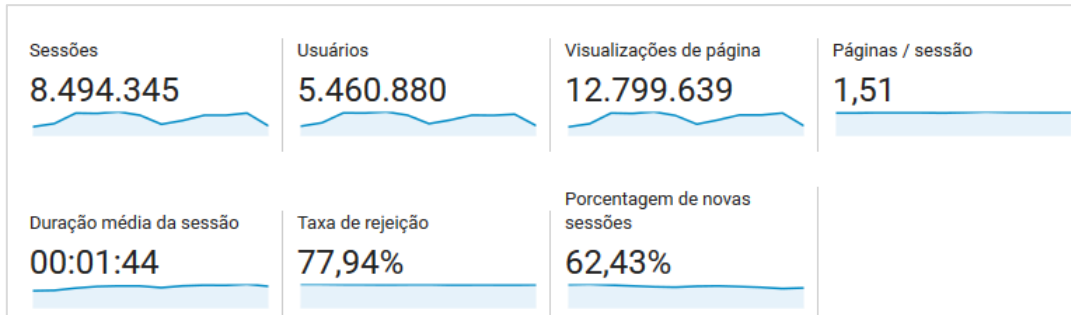 Sessões
8.494.345
Usuários
5.460.880
Visualizações de página
12.799.639
Páginas / sessão
1,51
Duração média da sessão
00:01:44
Taxa de rejeição
77,94%
Porcentagem de novas
sessões
62,43%